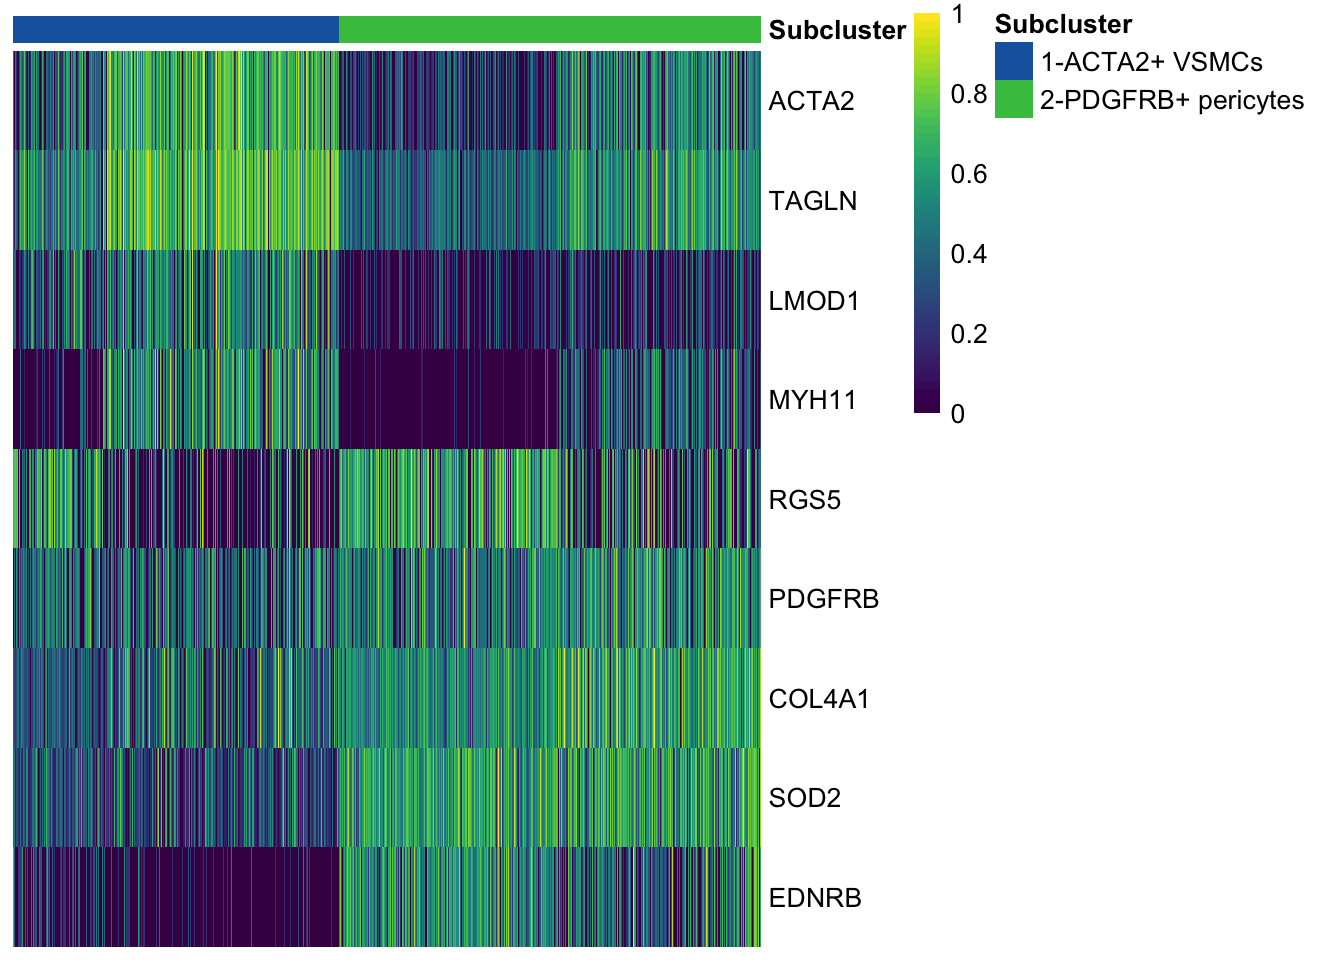 Subcluster
ACTA2
TAGLN
LMOD1
MYH11
RGS5
PDGFRB
COL4A1
SOD2
EDNRB
1
0.8
0.6
0.4
0.2
0
Subcluster
1-ACTA2+ VSMCs
2-PDGFRB+ pericytes